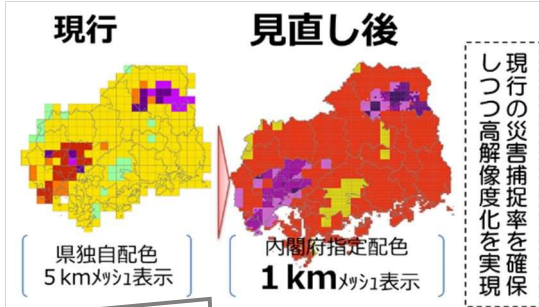 現行
見直し後
県独自配色
5kmメッシュ表示
内閣府指定配色
1kmメッシュ表示
現行の災害捕捉率を確保
しつつ高解像度化を実現